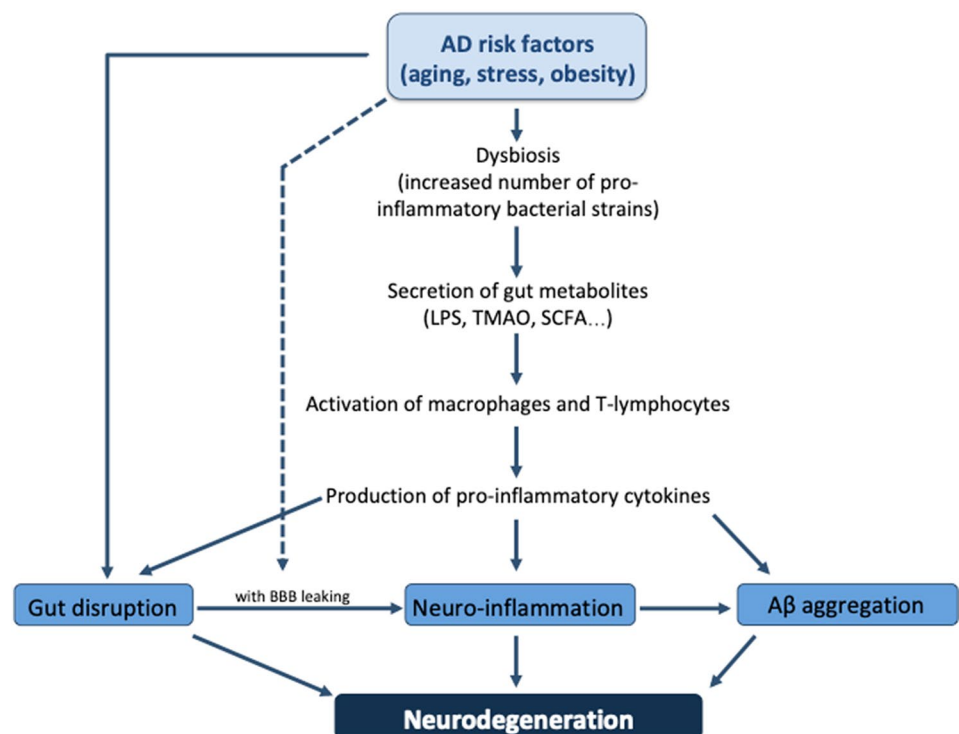 AD risk factors
(aging, stress, obesity)
Dysbiosis
(increased number of pro-
inflammatory bacterial strains)
Secretion of gut metabolites
(LPS, TMAO, SCFA…)
Activation of macrophages and T-lymphocytes
Production of pro-inflammatory cytokines
Gut disruption
with BBB leaking
Neuro-inflammation
Aβ aggregation
Neurodegeneration